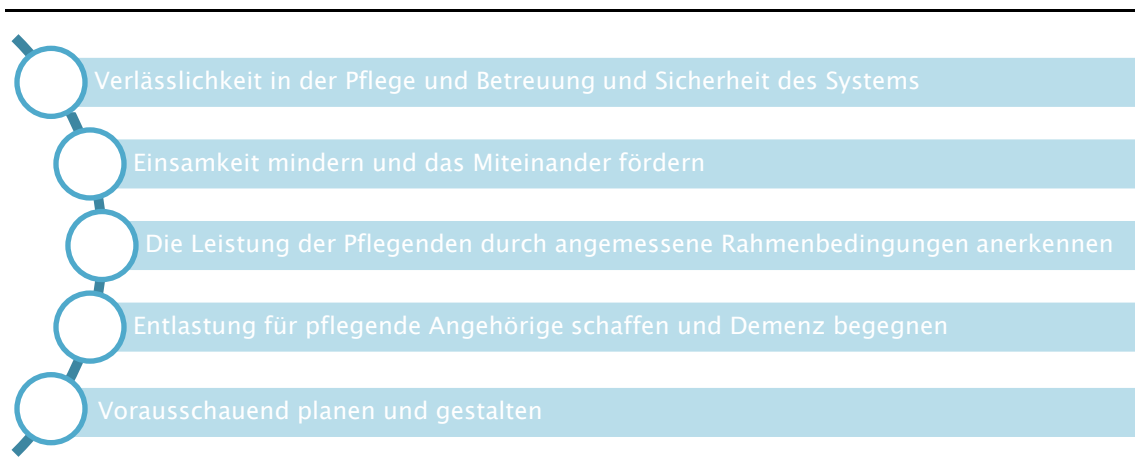 Verlässlichkeit in der Pflege und Betreuung und Sicherheit des Systems
Einsamkeit mindern und das Miteinander fördern
Die Leistung der Pflegenden durch angemessene Rahmenbedingungen anerkennen
Entlastung für pflegende Angehörige schaffen und Demenz begegnen
Vorausschauend planen und gestalten